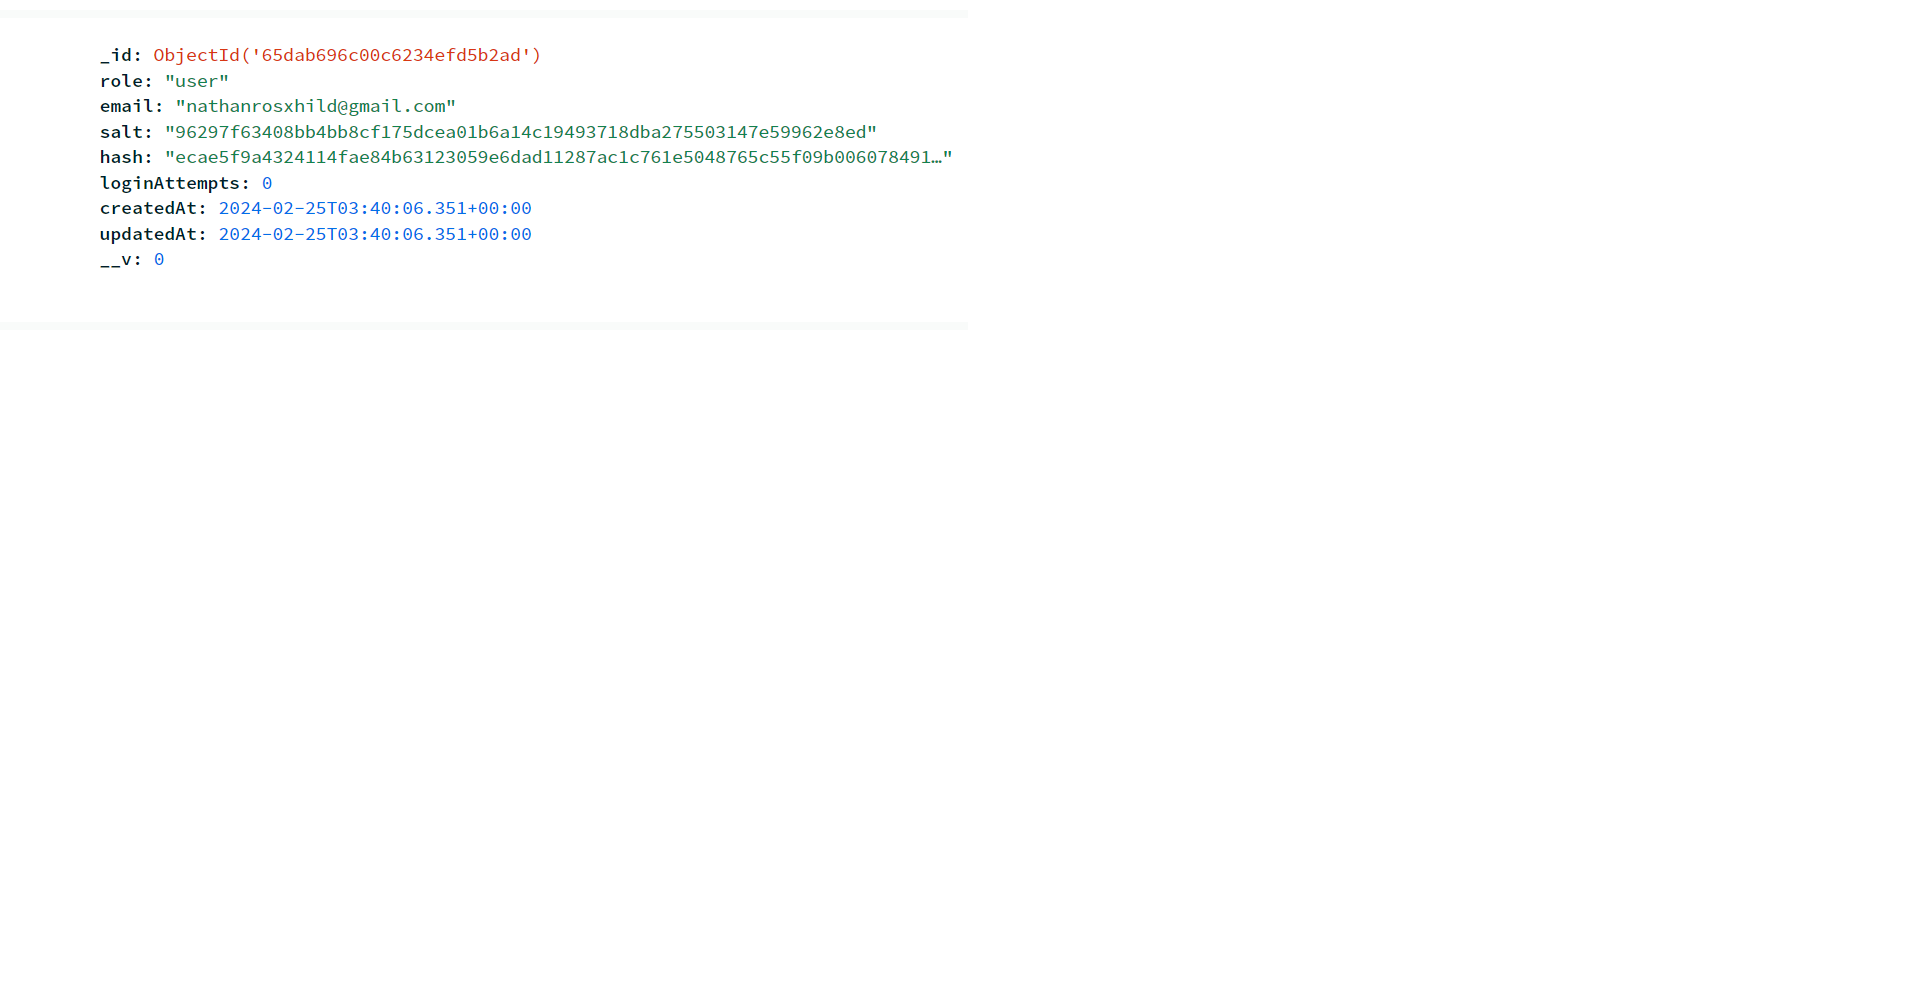 _id: ObjectId('65dab696c00c6234efd5b2ad')
role: "user"
email: "nathanrosxhild@gmail.com"
salt: "96297f63408bb4bb8cf175dcea01b6a14c19493718dba275503147e59962e8ed"
hash: "ecae5f9a4324114fae84b63123059e6dad11287ac1c761e5048765c55f09b006078491…"
loginAttempts: 0
createdAt: 2024-02-25T03:40:06.351+00:00
updatedAt: 2024-02-25T03:40:06.351+00:00
__v: 0